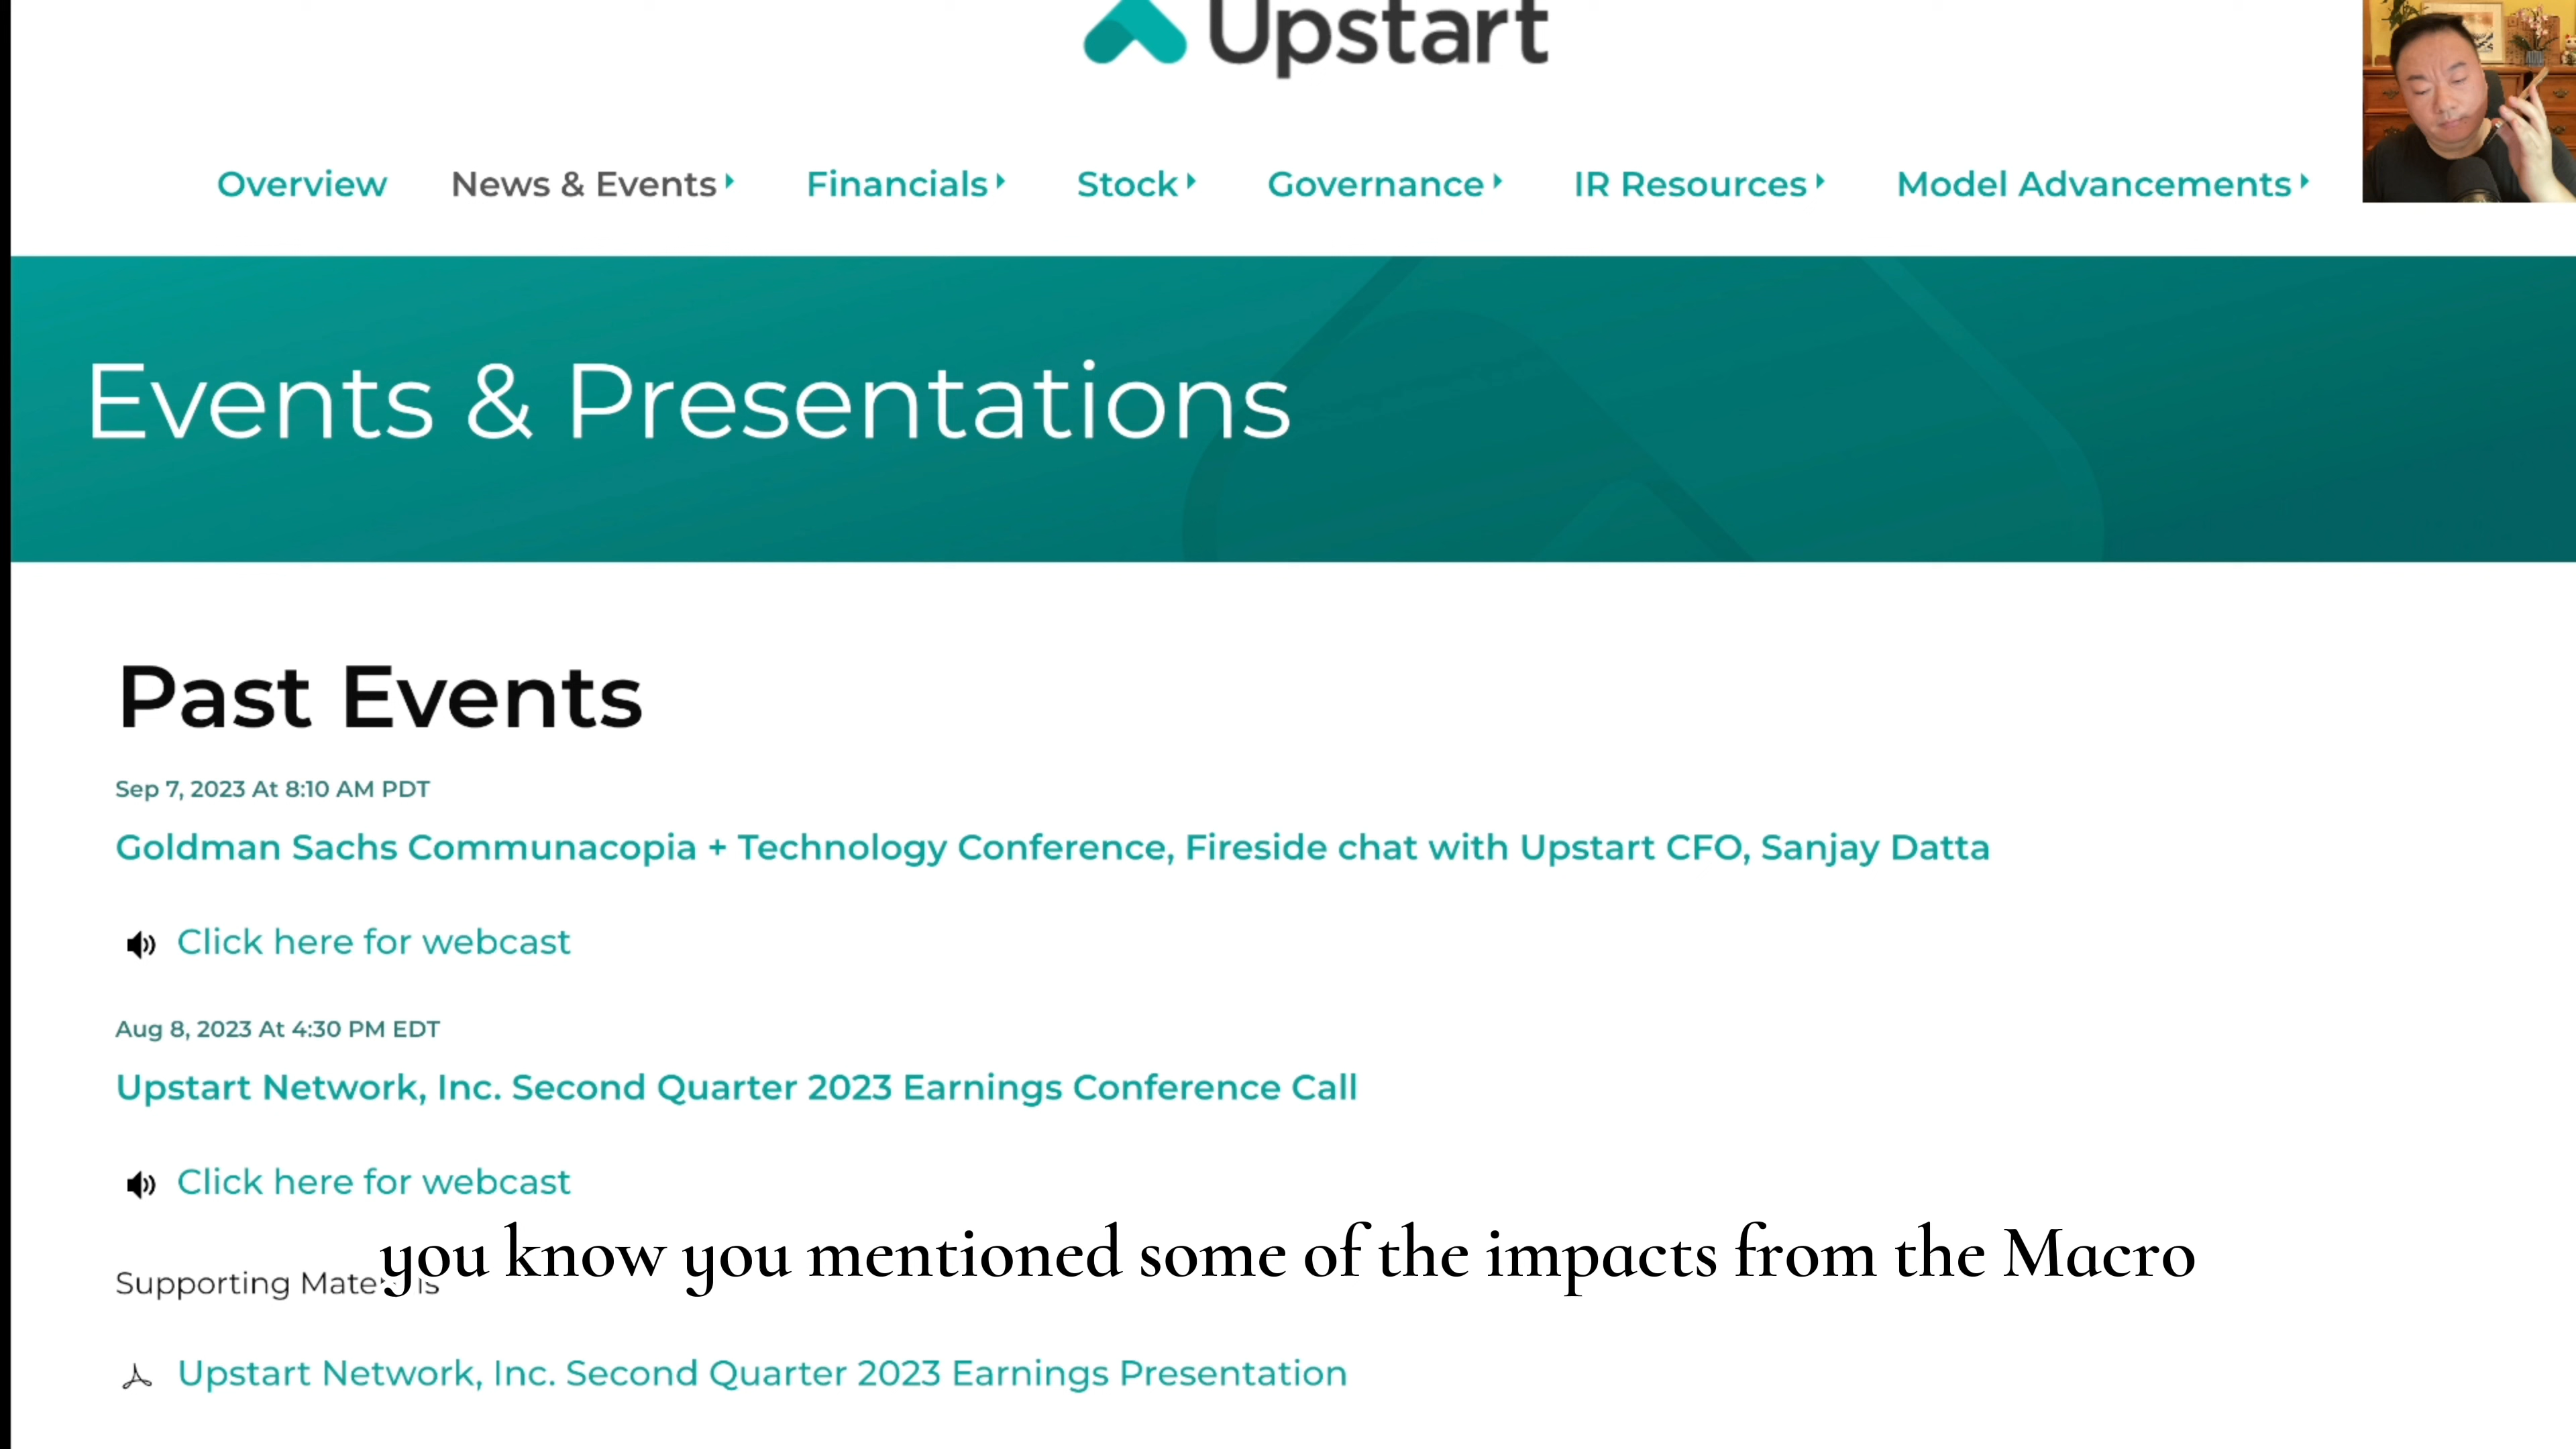 Upstart
Overview News & Events Financials Stock Governance IR Resources Model Advancements
Events & Presentations
Past Events
Sep 7, 2023 At 8:10 AM PDT
Goldman Sachs Communacopia + Technology Conference, Fireside chat with Upstart CFO, Sanjay Datta
Click here for webcast
Aug 8, 2023 At 4:30 PM EDT
Upstart Network, Inc. Second Quarter 2023 Earnings Conference Call
Click here for webcast
you know you mentioned some of the impacts from the Macro
Supporting
Upstart Network, Inc. Second Quarter 2023 Earnings Presentation